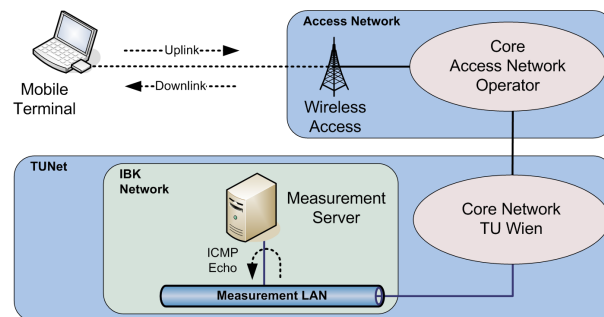 Access Network
Uplink
Downlink
Mobile
Terminal
Wireless
Access
Core
Access Network
Operator
TUNet
IBK
Network
Measurement
Server
ICMP
Echo
Measurement LAN
Core Network
TU Wien